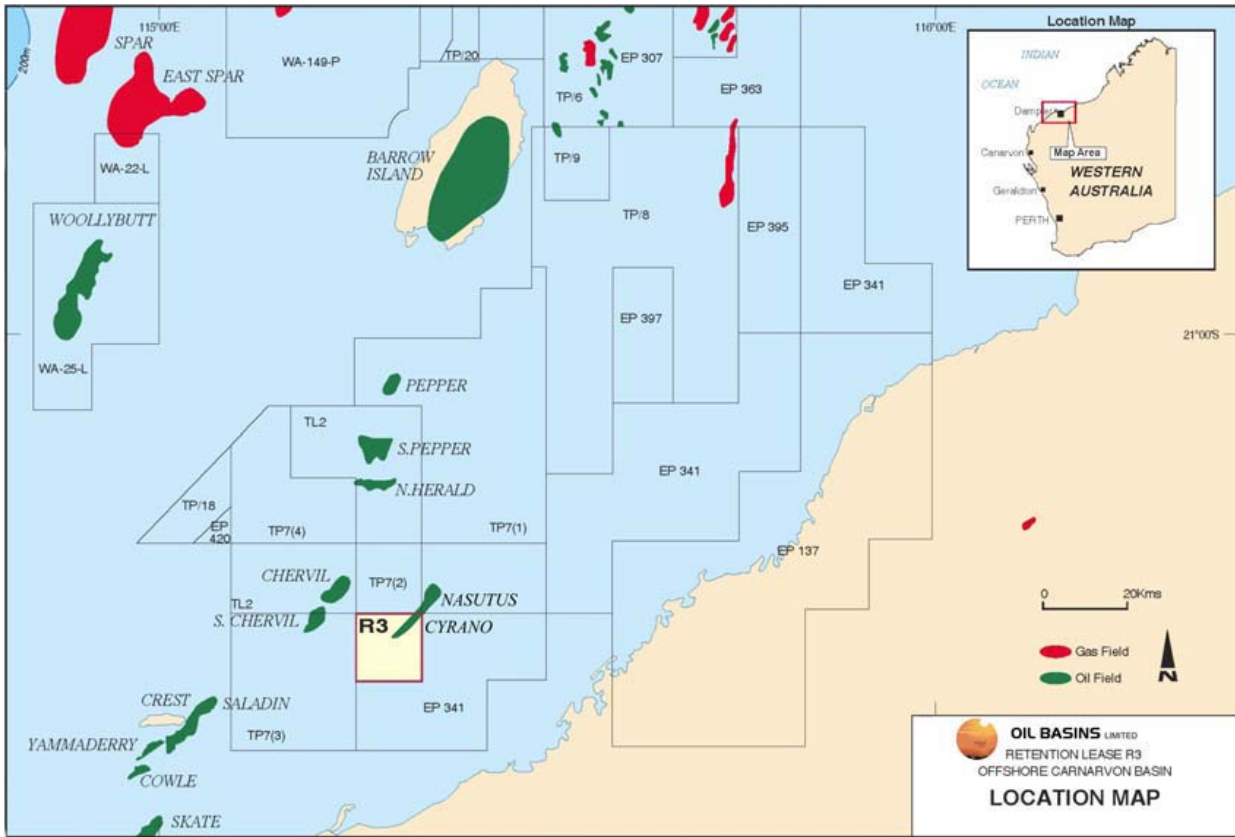 115°00'E
116°00'E
Location Map
200m
SPAR
EAST SPAR
WA-149-P
TP/20
EP 307
TP/6
EP 363
INDIAN
OCEAN
Dampier
Map Area
Canarvon
WESTERN
AUSTRALIA
Geraldton
PERTH
BARROW
ISLAND
TP/9
WA-22-L
WOOLLYBUTT
TP/8
EP 395
EP 341
EP 397
21°00'S
WA-25-L
PEPPER
TL2
S.PEPPER
N.HERALD
EP 341
TP/18
EP
420
TP7(4)
TP7(1)
EP 137
CHERVIL
TP7(2)
NASUTUS
TL2
S. CHERVIL
R3
CYRANO
0 20Kms
Gas Field
Oil Field
N
CREST
SALADIN
EP 341
YAMMADERRY
TP7(3)
COWLE
SKATE
OIL BASINS LIMITED
RETENTION LEASE R3
OFFSHORE CARNARVON BASIN
LOCATION MAP